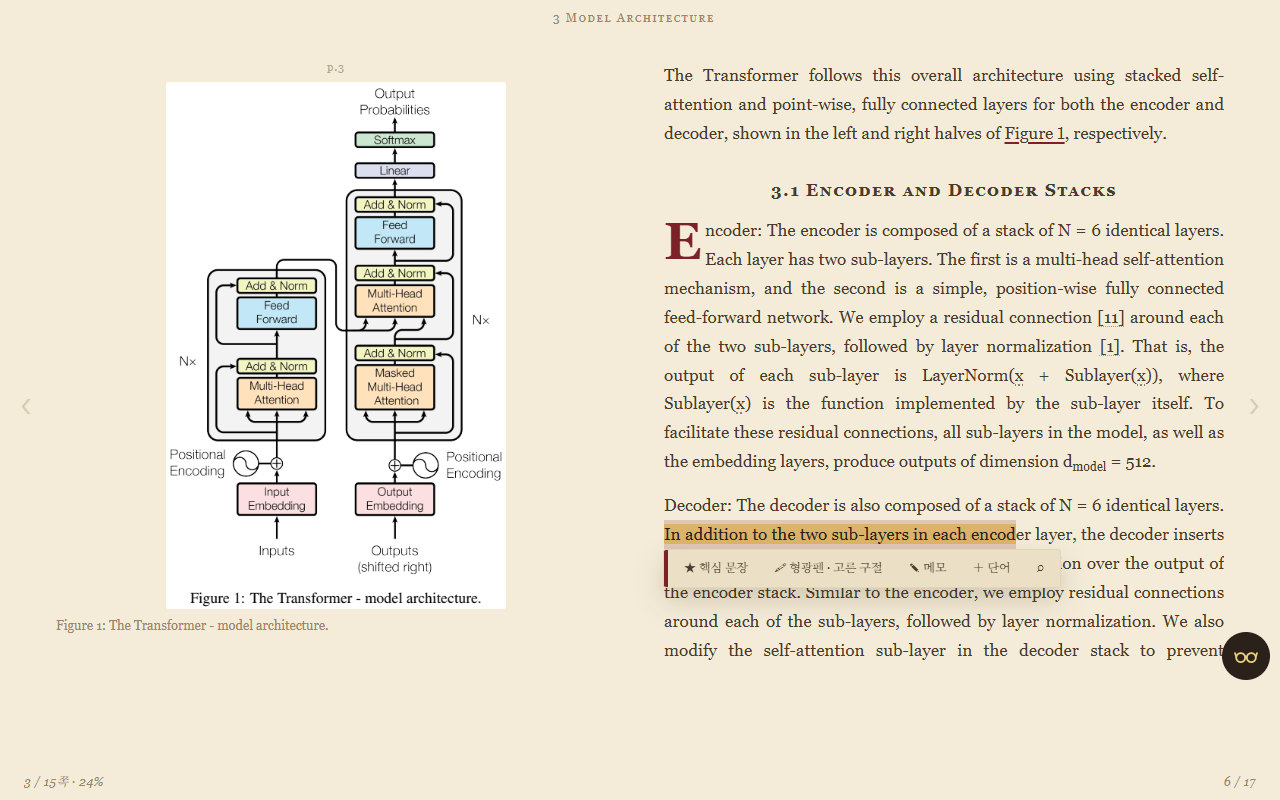 3 Model Architecture
p.3
Output
Probabilities
Softmax
Linear
Add & Norm
Feed
Forward
Add & Norm
Multi-Head
Attention
Nx
Add & Norm
Masked
Multi-Head
Attention
Add & Norm
Feed
Forward
Nx
Add & Norm
Multi-Head
Attention
Positional
Encoding
Positional
Encoding
Input
Embedding
Output
Embedding
Inputs
Outputs
(shifted right)
Figure 1: The Transformer - model architecture.
Figure 1: The Transformer - model architecture.
The Transformer follows this overall architecture using stacked self-
attention and point-wise, fully connected layers for both the encoder and
decoder, shown in the left and right halves of Figure 1, respectively.
3.1 Encoder and Decoder Stacks
Encoder: The encoder is composed of a stack of N = 6 identical layers.
Each layer has two sub-layers. The first is a multi-head self-attention
mechanism, and the second is a simple, position-wise fully connected
feed-forward network. We employ a residual connection [11] around each
of the two sub-layers, followed by layer normalization [1]. That is, the
output of each sub-layer is LayerNorm(x + Sublayer(x)), where
Sublayer(x) is the function implemented by the sub-layer itself. To
facilitate these residual connections, all sub-layers in the model, as well as
the embedding layers, produce outputs of dimension dmodel = 512.
Decoder: The decoder is also composed of a stack of N = 6 identical layers.
In addition to the two sub-layers in each encoder layer, the decoder inserts
ion over the output of
★ 핵심 문장 형광펜 · 고른 구절 메모 + 단어
the encoder stack. Similar to the encoder, we employ residual connections
around each of the sub-layers, followed by layer normalization. We also
modify the self-attention sub-layer in the decoder stack to prevent
3 / 15쪽 · 24%
6 / 17